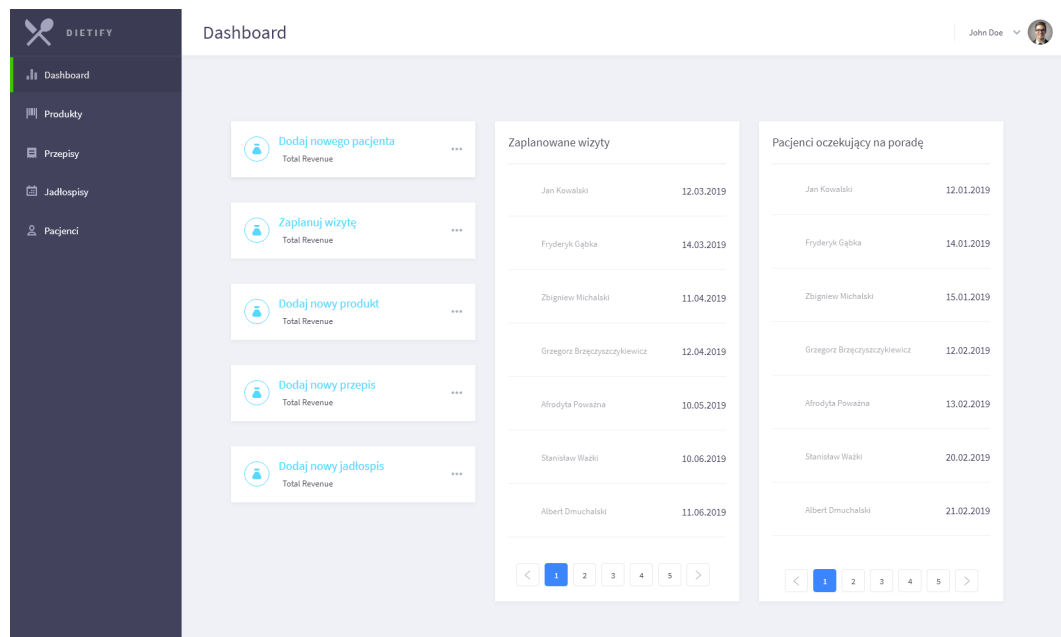 DIETIFY
Dashboard
John Doe
Dashboard
Produkty
Przepisy
Jadłospisy
Pacjenci
Dodaj nowego pacjenta
Total Revenue
Zaplanuj wizytę
Total Revenue
Dodaj nowy produkt
Total Revenue
Dodaj nowy przepis
Total Revenue
Dodaj nowy jadłospis
Total Revenue
Zaplanowane wizyty
Jan Kowalski 12.03.2019
Fryderyk Gąbka 14.03.2019
Zbigniew Michalski 11.04.2019
Grzegorz Brzęczyszczykiewicz 12.04.2019
Afrodyta Poważna 10.05.2019
Stanisław Ważki 10.06.2019
Albert Dmuchalski 11.06.2019
< 1 2 3 4 5 >
Pacjenci oczekujący na poradę
Jan Kowalski 12.01.2019
Fryderyk Gąbka 14.01.2019
Zbigniew Michalski 15.01.2019
Grzegorz Brzęczyszczykiewicz 12.02.2019
Afrodyta Poważna 13.02.2019
Stanisław Ważki 20.02.2019
Albert Dmuchalski 21.02.2019
< 1 2 3 4 5 >